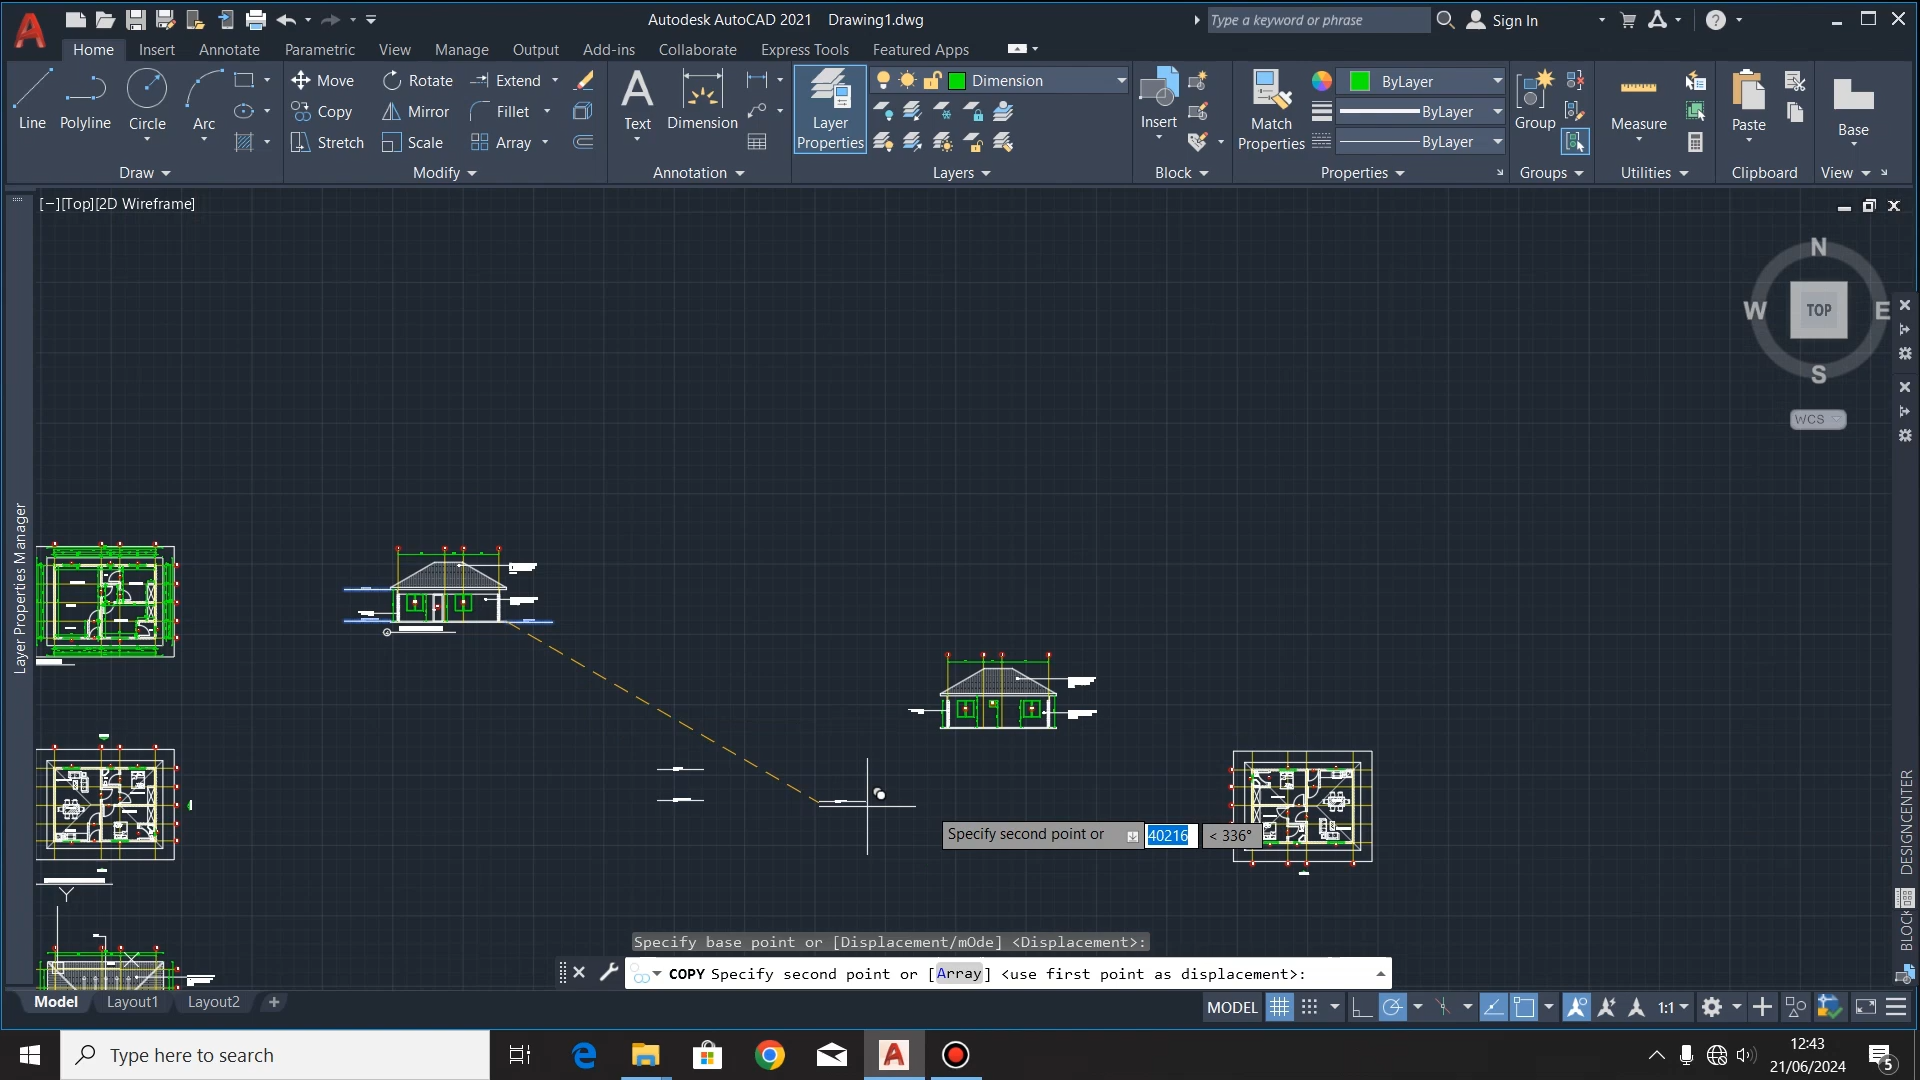 Autodesk AutoCAD 2021 Drawing1.dwg
Type a keyword or phrase
Sign In
Home Insert Annotate Parametric View Manage Output Add-ins Collaborate Express Tools Featured Apps
Line Polyline Circle Arc
Move Rotate Extend
Copy Mirror Fillet
Stretch Scale Array
Text Dimension
Layer Properties
Dimension
Insert
Match Properties
ByLayer
ByLayer
ByLayer
Group
Measure
Paste
Base
Draw Modify Annotation Layers Block Properties Groups Utilities Clipboard View
[−][Top][2D Wireframe]
N
W TOP E
S
WCS
Layer Properties Manager
DESIGNCENTER
Specify second point or 40216 < 336°
Specify base point or [Displacement/mOde] <Displacement>:
COPY Specify second point or [Array] <use first point as displacement>:
Model Layout1 Layout2
MODEL 1:1
Type here to search
12:43
21/06/2024
5